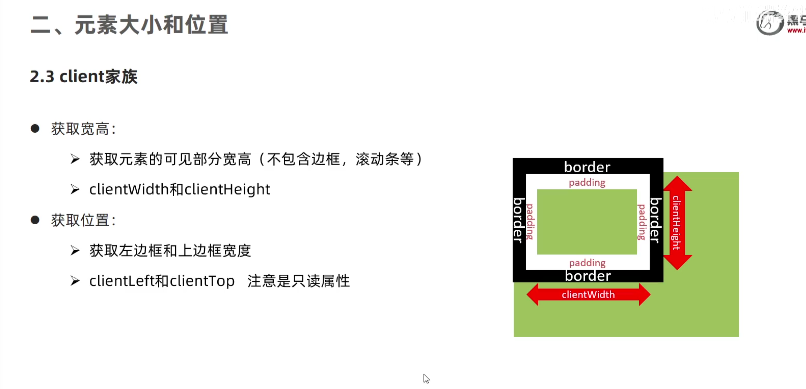 二、元素大小和位置
2.3 client家族
获取宽高：
获取元素的可见部分宽高（不包含边框，滚动条等）
clientWidth和clientHeight
获取位置：
获取左边框和上边框宽度
clientLeft和clientTop 注意是只读属性
border
padding
border
padding
padding
border
clientHeight
padding
border
clientWidth